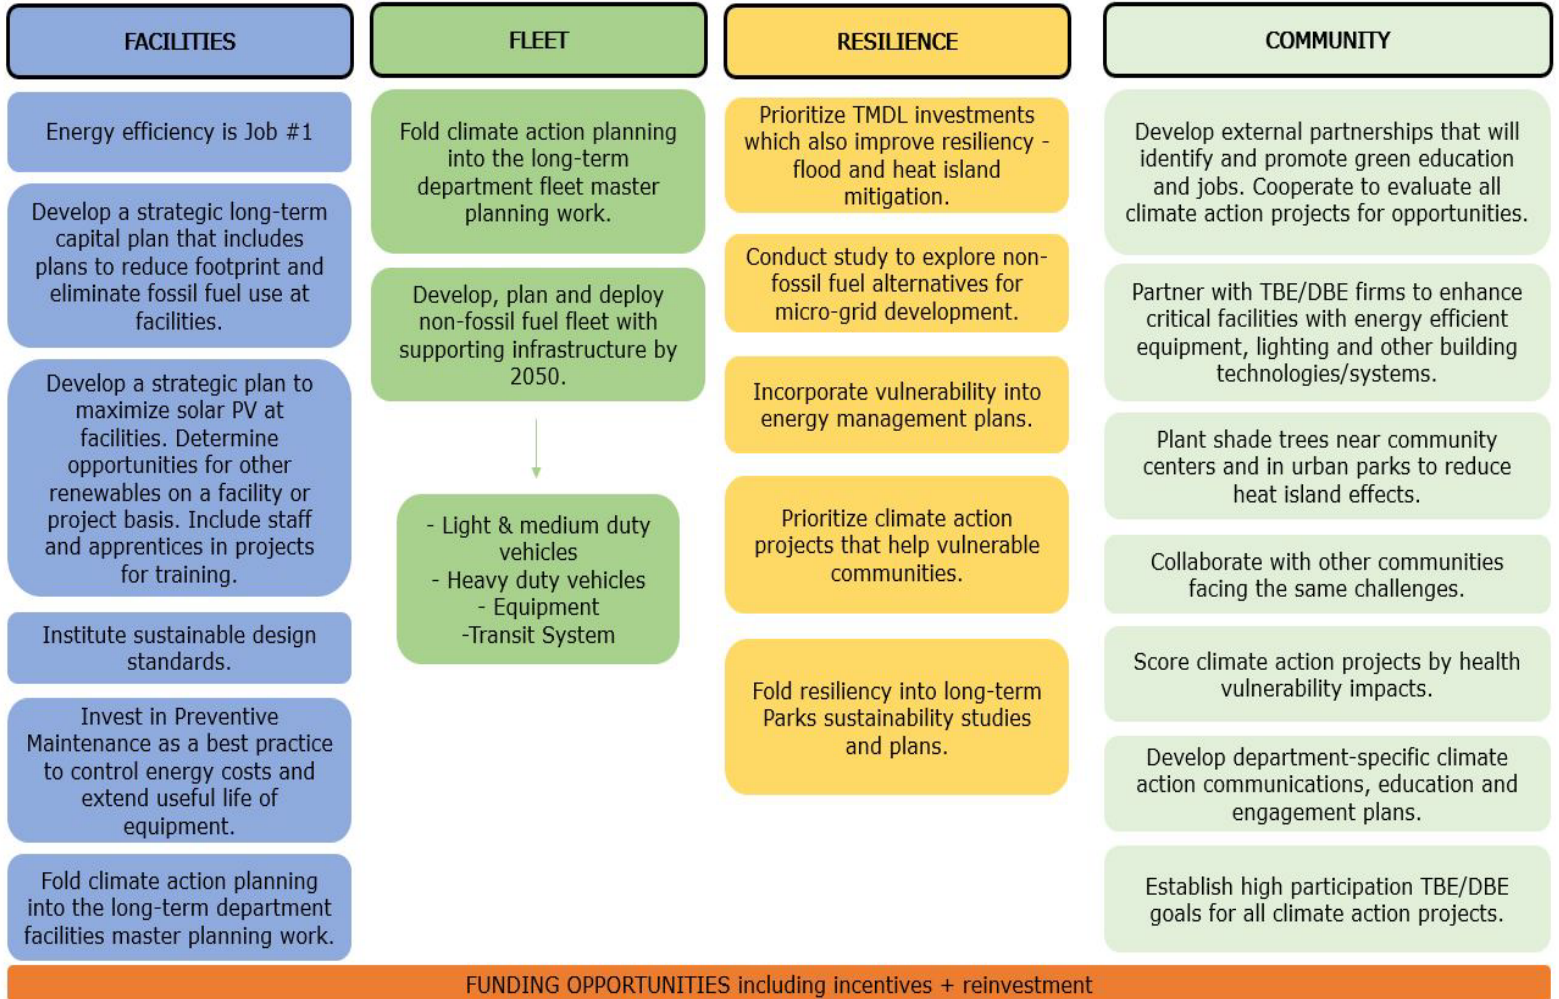 FACILITIES
Energy efficiency is Job #1
Develop a strategic long-term
capital plan that includes
plans to reduce footprint and
eliminate fossil fuel use at
facilities.
Develop a strategic plan to
maximize solar PV at
facilities. Determine
opportunities for other
renewables on a facility or
project basis. Include staff
and apprentices in projects
for training.
Institute sustainable design
standards.
Invest in Preventive
Maintenance as a best practice
to control energy costs and
extend useful life of
equipment.
Fold climate action planning
into the long-term department
facilities master planning work.
FLEET
Fold climate action planning
into the long-term
department fleet master
planning work.
Develop, plan and deploy
non-fossil fuel fleet with
supporting infrastructure by
2050.
- Light & medium duty
vehicles
- Heavy duty vehicles
- Equipment
-Transit System
RESILIENCE
Prioritize TMDL investments
which also improve resiliency -
flood and heat island
mitigation.
Conduct study to explore non-
fossil fuel alternatives for
micro-grid development.
Incorporate vulnerability into
energy management plans.
Prioritize climate action
projects that help vulnerable
communities.
Fold resiliency into long-term
Parks sustainability studies
and plans.
COMMUNITY
Develop external partnerships that will
identify and promote green education
and jobs. Cooperate to evaluate all
climate action projects for opportunities.
Partner with TBE/DBE firms to enhance
critical facilities with energy efficient
equipment, lighting and other building
technologies/systems.
Plant shade trees near community
centers and in urban parks to reduce
heat island effects.
Collaborate with other communities
facing the same challenges.
Score climate action projects by health
vulnerability impacts.
Develop department-specific climate
action communications, education and
engagement plans.
Establish high participation TBE/DBE
goals for all climate action projects.
FUNDING OPPORTUNITIES including incentives + reinvestment